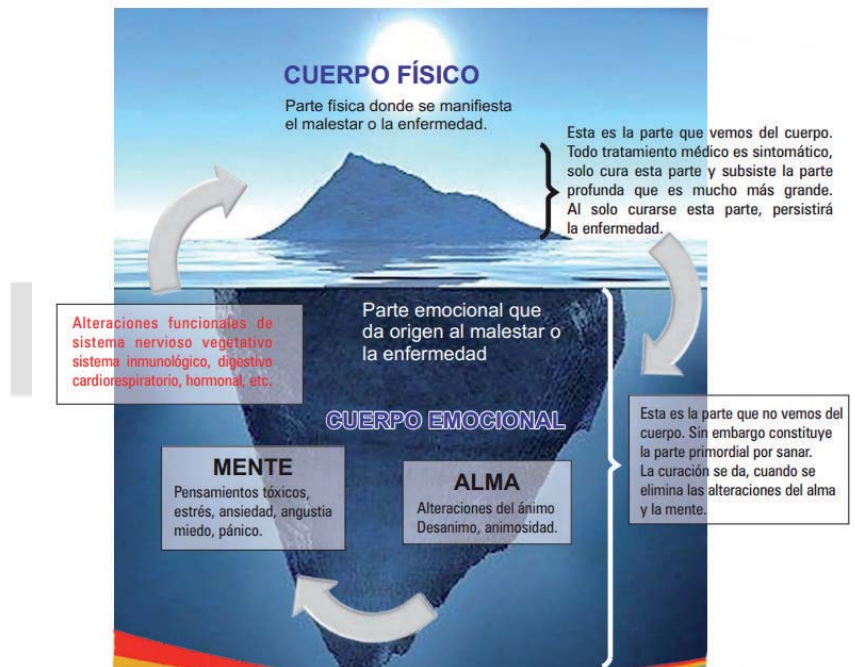 CUERPO FÍSICO
Parte física donde se manifiesta
el malestar o la enfermedad.
Esta es la parte que vemos del cuerpo.
Todo tratamiento médico es sintomático,
solo cura esta parte y subsiste la parte
profunda que es mucho más grande.
Al solo curarse esta parte, persistirá
la enfermedad.
Alteraciones funcionales de
sistema nervioso vegetativo
sistema inmunológico, digestivo
cardiorespiratorio, hormonal, etc.
Parte emocional que
da origen al malestar o
la enfermedad
CUERPO EMOCIONAL
MENTE
Pensamientos tóxicos,
estrés, ansiedad, angustia
miedo, pánico.
ALMA
Alteraciones del ánimo
Desanimo, animosidad.
Esta es la parte que no vemos del
cuerpo. Sin embargo constituye
la parte primordial por sanar.
La curación se da, cuando se
elimina las alteraciones del alma
y la mente.